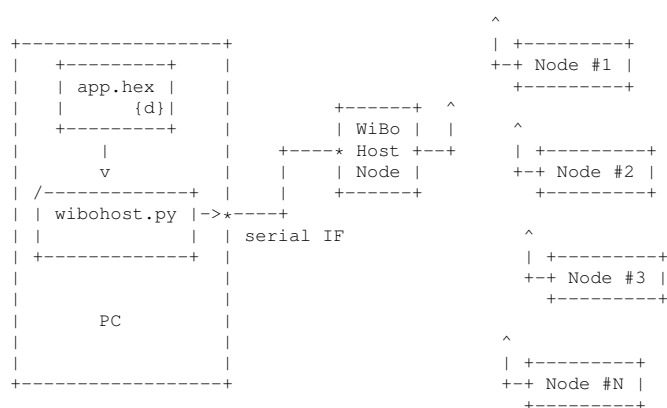 Node #1
app.hex
{d}
WiBo
Host
Node
Node #2
wibohost.py
serial IF
Node #3
PC
Node #N